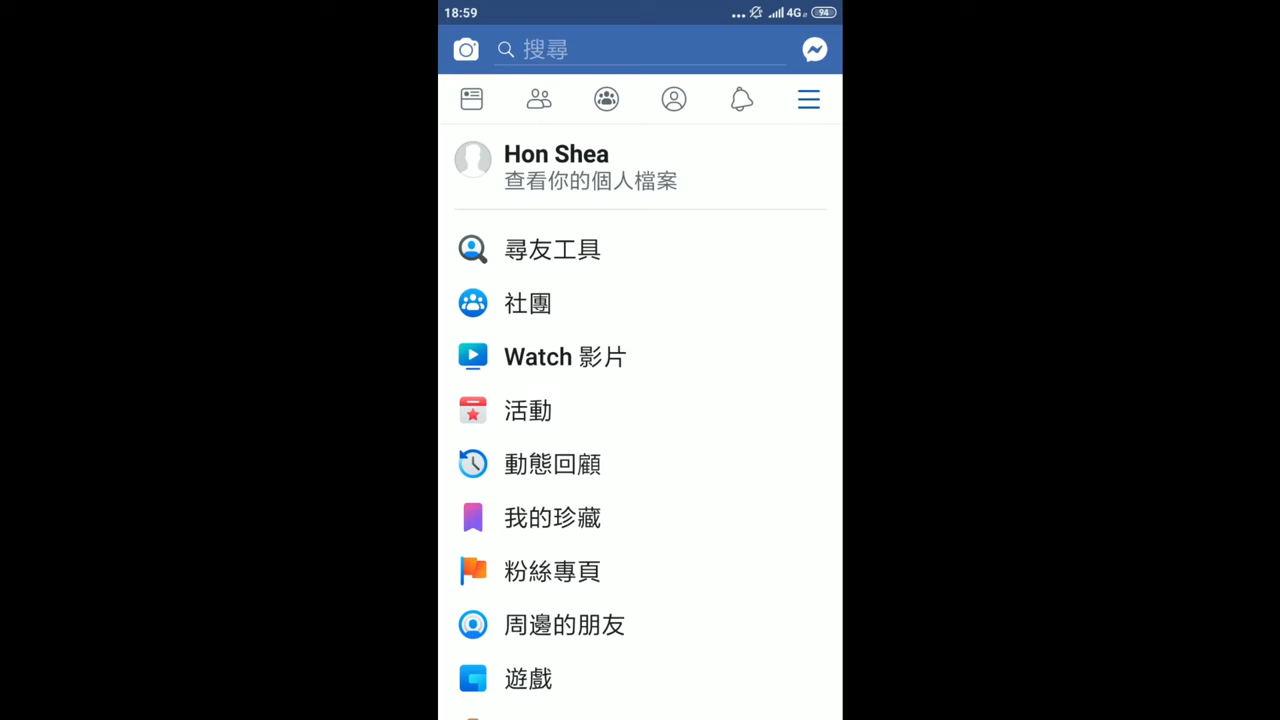 18:59
4G
94
搜尋
Hon Shea
查看你的個人檔案
尋友工具
社團
Watch 影片
活動
動態回顧
我的珍藏
粉絲專頁
周邊的朋友
遊戲